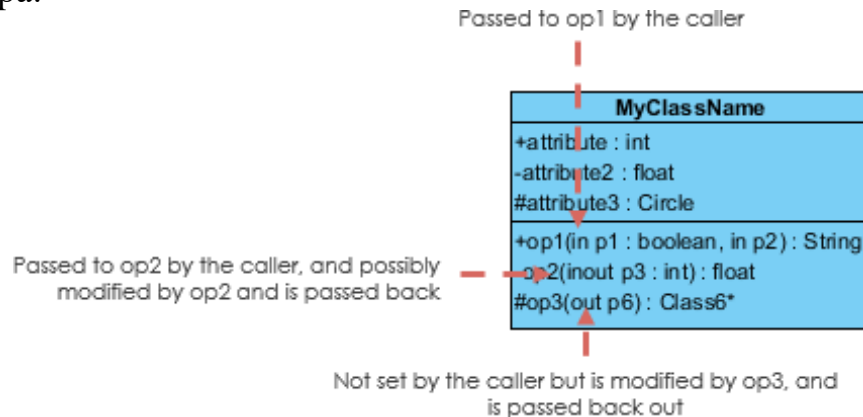 pa.
Passed to op1 by the caller
MyClassName
+attribute : int
-attribute2 : float
#attribute3 : Circle
+op1(in p1 : boolean, in p2) : String
Passed to op2 by the caller, and possibly
modified by op2 and is passed back
-op2(inout p3 : int) : float
#op3(out p6) : Class6*
Not set by the caller but is modified by op3, and
is passed back out